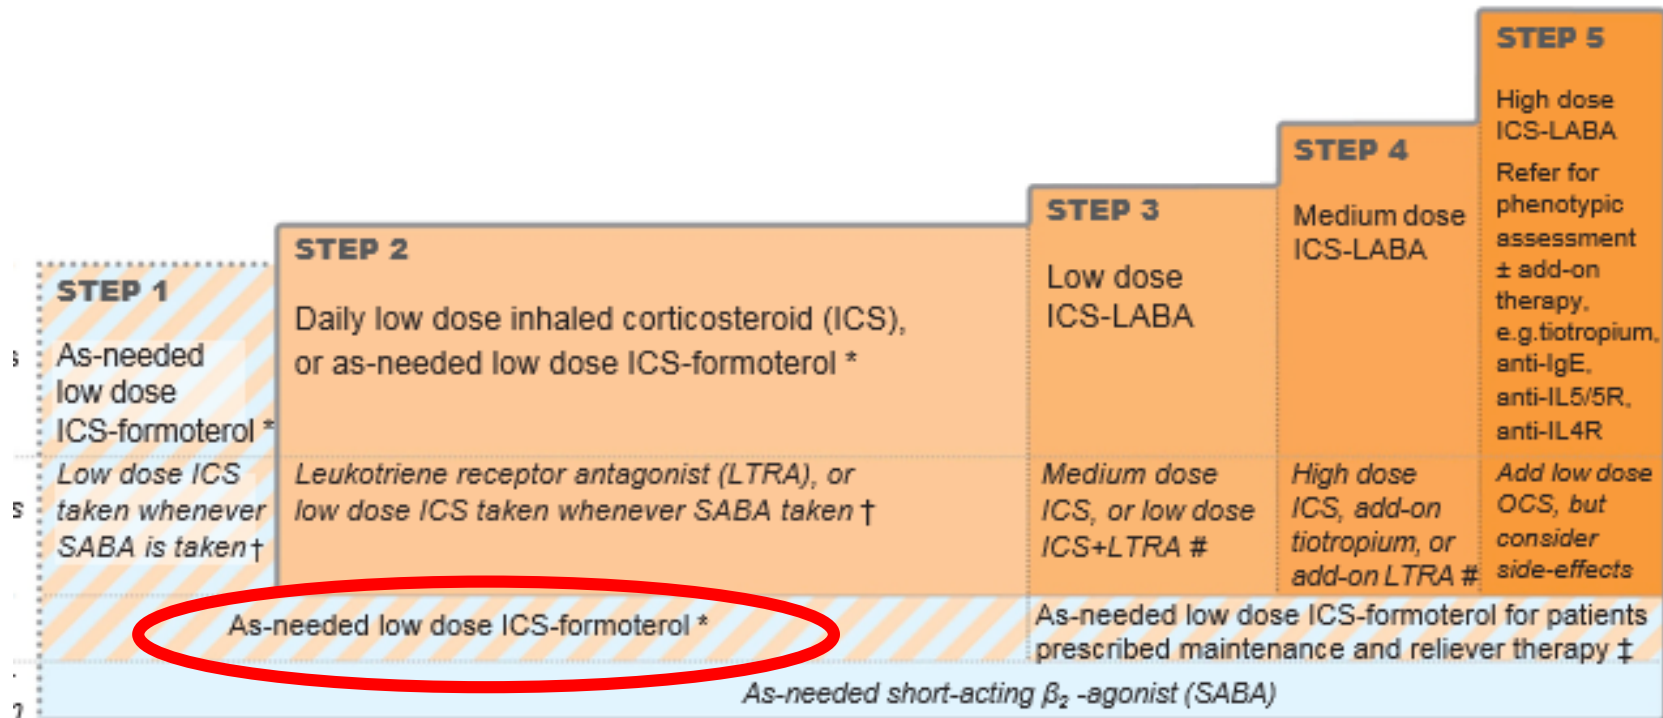 STEP 1
As-needed
low dose
ICS-formoterol *
Low dose ICS
taken whenever
SABA is taken†
STEP 2
Daily low dose inhaled corticosteroid (ICS),
or as-needed low dose ICS-formoterol *
Leukotriene receptor antagonist (LTRA), or
low dose ICS taken whenever SABA taken †
STEP 3
Low dose
ICS-LABA
Medium dose
ICS, or low dose
ICS+LTRA #
STEP 4
Medium dose
ICS-LABA
High dose
ICS, add-on
tiotropium, or
add-on LTRA #
STEP 5
High dose
ICS-LABA
Refer for
phenotypic
assessment
± add-on
therapy,
e.g.tiotropium,
anti-IgE,
anti-IL5/5R,
anti-IL4R
Add low dose
OCS, but
consider
side-effects
As-needed low dose ICS-formoterol *
As-needed low dose ICS-formoterol for patients
prescribed maintenance and reliever therapy ‡
As-needed short-acting β₂ -agonist (SABA)